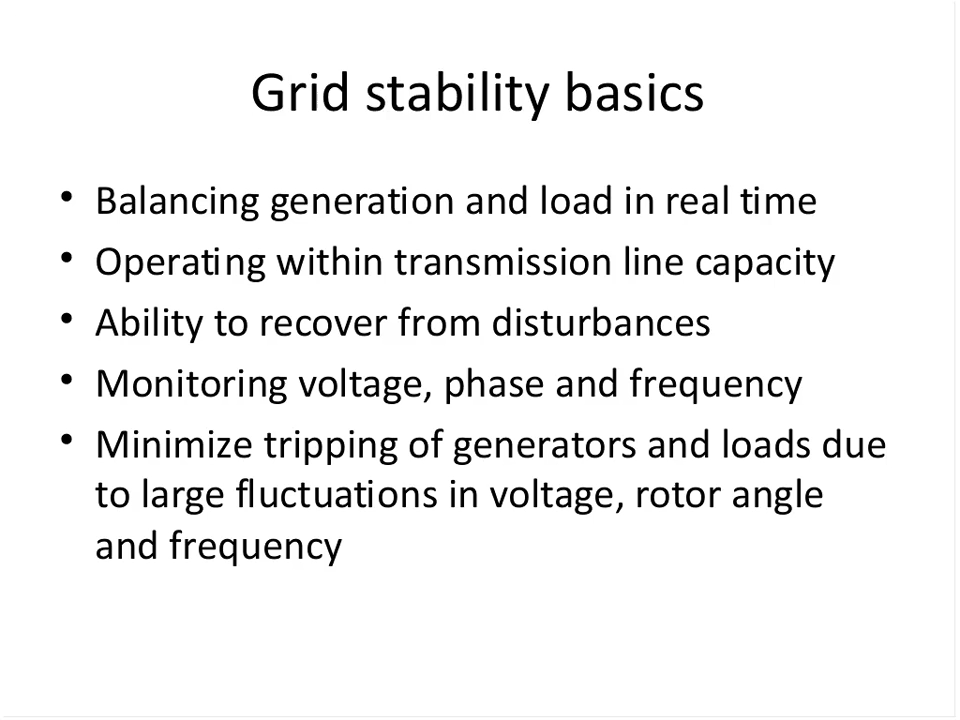 Grid stability basics
• Balancing generation and load in real time
• Operating within transmission line capacity
• Ability to recover from disturbances
• Monitoring voltage, phase and frequency
• Minimize tripping of generators and loads due
to large fluctuations in voltage, rotor angle
and frequency